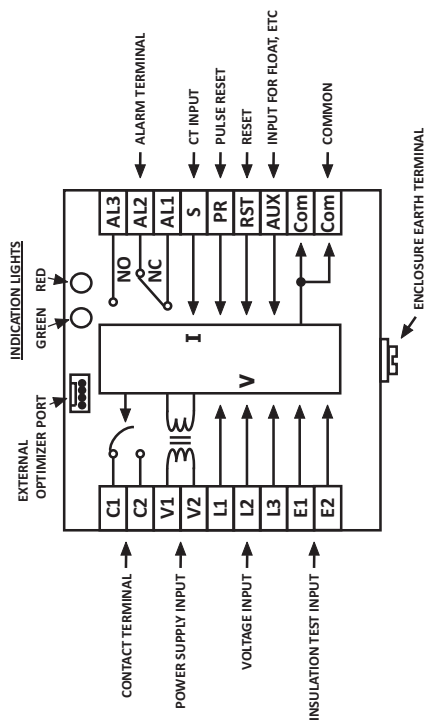 EXTERNAL
OPTIMIZER PORT
INDICATION LIGHTS
GREEN
RED
CONTACT TERMINAL
POWER SUPPLY INPUT
VOLTAGE INPUT
INSULATION TEST INPUT
C1
C2
V1
V2
L1
L2
L3
E1
E2
V
I
NO
NC
AL3
AL2
AL1
S
PR
RST
AUX
Com
Com
ALARM TERMINAL
CT INPUT
PULSE RESET
RESET
INPUT FOR FLOAT, ETC
COMMON
ENCLOSURE EARTH TERMINAL